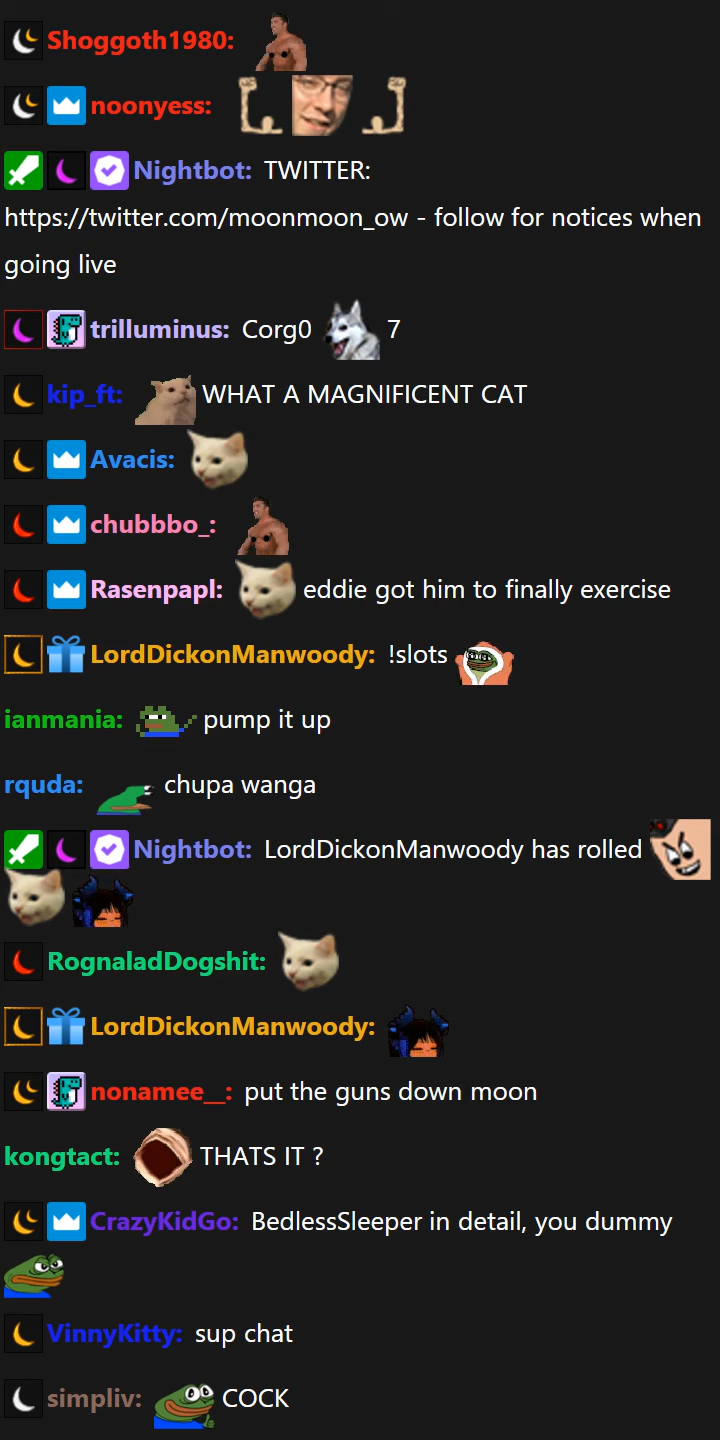 Shoggoth1980:
noonyess:
Nightbot: TWITTER:
https://twitter.com/moonmoon_ow - follow for notices when
going live
trilluminus: Corg0 7
kip_ft: WHAT A MAGNIFICENT CAT
Avacis:
chubbbo_:
Rasenpapl: eddie got him to finally exercise
LordDickonManwoody: !slots
ianmania: pump it up
rquda: chupa wanga
Nightbot: LordDickonManwoody has rolled
RognaladDogshit:
LordDickonManwoody:
nonamee__: put the guns down moon
kongtact: THATS IT ?
CrazyKidGo: BedlessSleeper in detail, you dummy
VinnyKitty: sup chat
simpliv: COCK